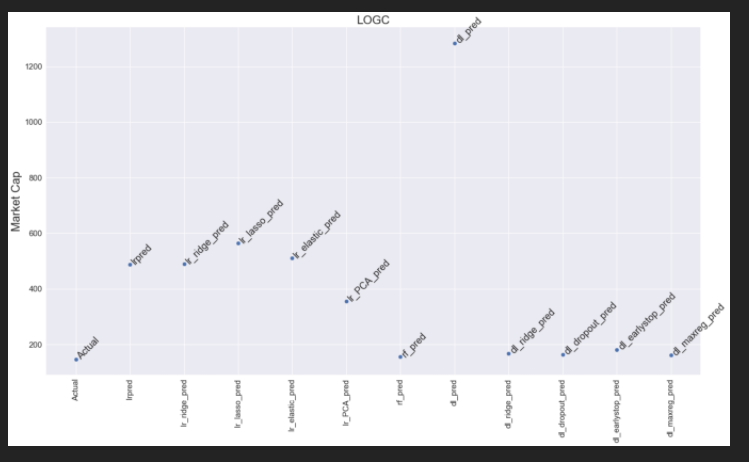 LOGC
Market Cap
1200
1000
800
600
400
200
dl_pred
lr_lasso_pred
lr_ridge_pred
lrpred
lr_elastic_pred
lr_PCA_pred
Actual
rf_pred
dl_ridge_pred
dl_dropout_pred
dl_earlystop_pred
dl_maxreg_pred
Actual
lrpred
lr_ridge_pred
lr_lasso_pred
lr_elastic_pred
lr_PCA_pred
rf_pred
dl_pred
dl_ridge_pred
dl_dropout_pred
dl_earlystop_pred
dl_maxreg_pred